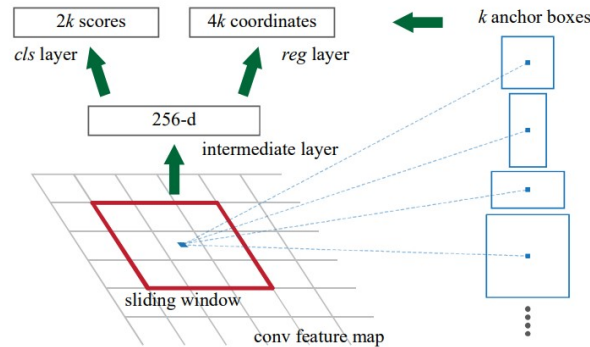 2k scores
4k coordinates
k anchor boxes
cls layer
reg layer
256-d
intermediate layer
sliding window
conv feature map